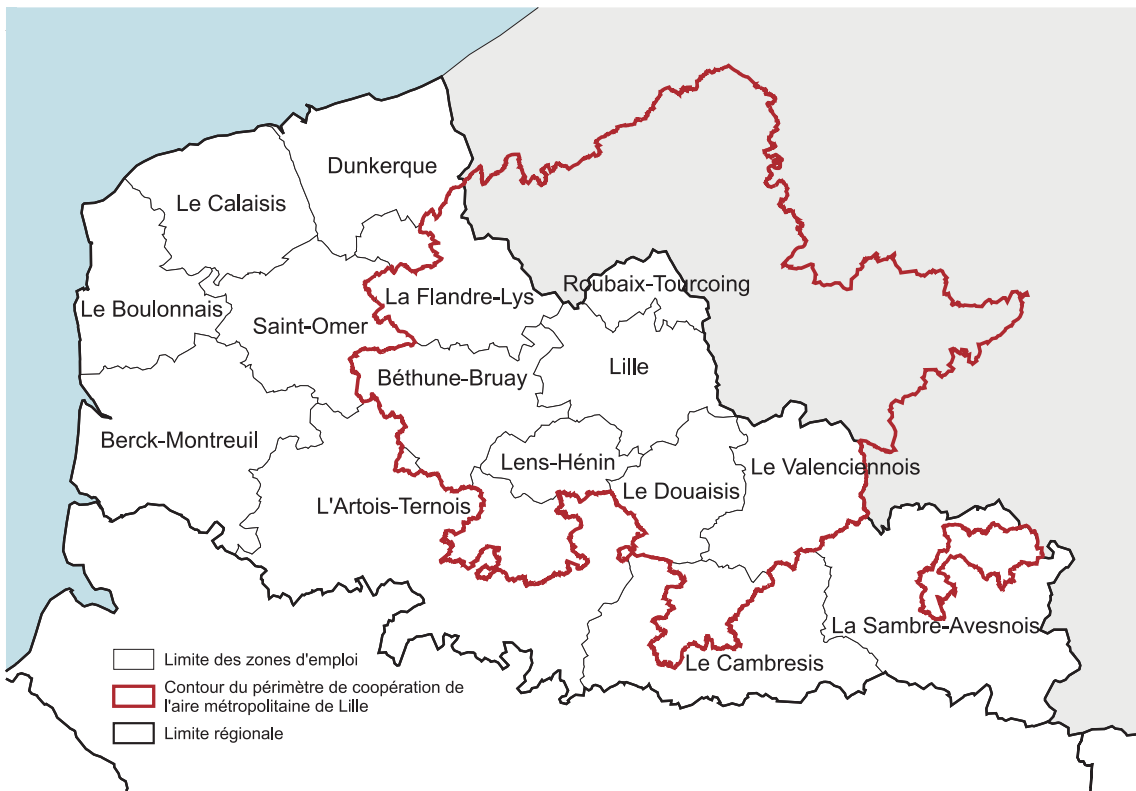 Dunkerque
Le Calaisis
Roubaix-Tourcoing
La Flandre-Lys
Le Boulonnais
Saint-Omer
Lille
Béthune-Bruay
Berck-Montreuil
Lens-Hénin
Le Valenciennois
Le Douaisis
L'Artois-Ternois
La Sambre-Avesnois
Le Cambresis
Limite des zones d'emploi
Contour du périmètre de coopération de
l'aire métropolitaine de Lille
Limite régionale